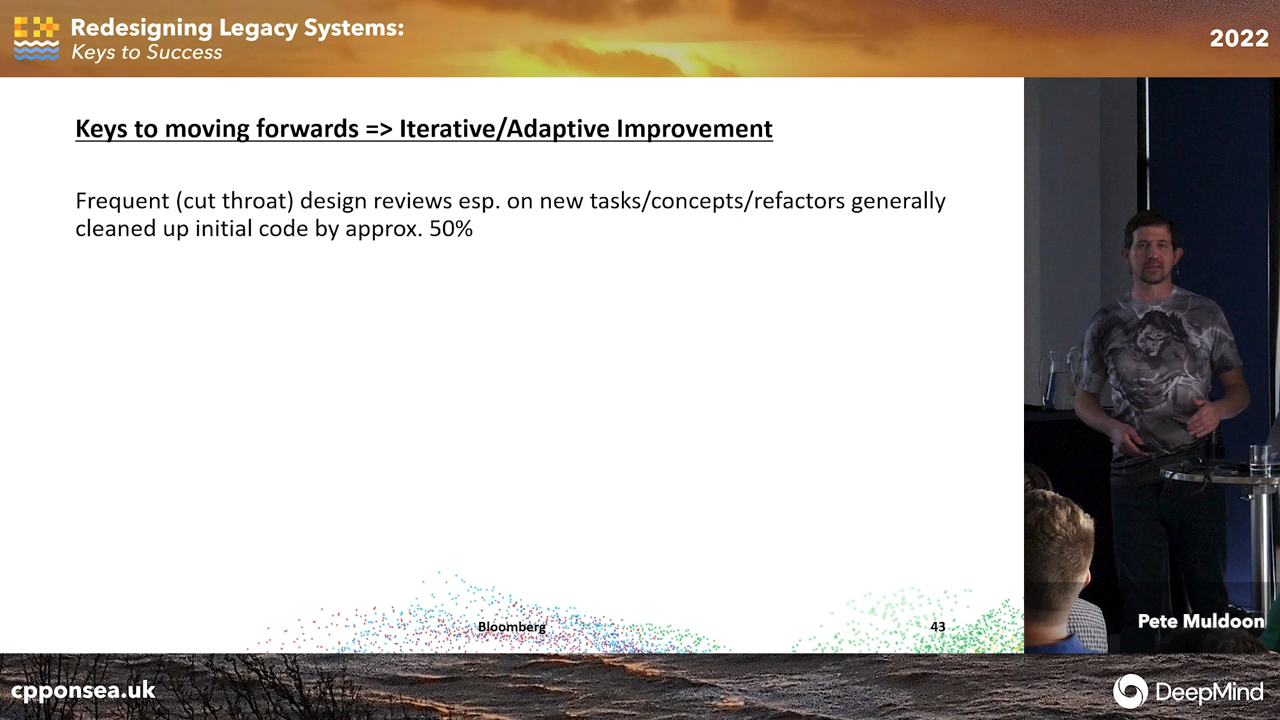 Redesigning Legacy Systems:
Keys to Success
2022
Keys to moving forwards => Iterative/Adaptive Improvement
Frequent (cut throat) design reviews esp. on new tasks/concepts/refactors generally
cleaned up initial code by approx. 50%
Bloomberg
43
Pete Muldoon
cpponsea.uk
DeepMind